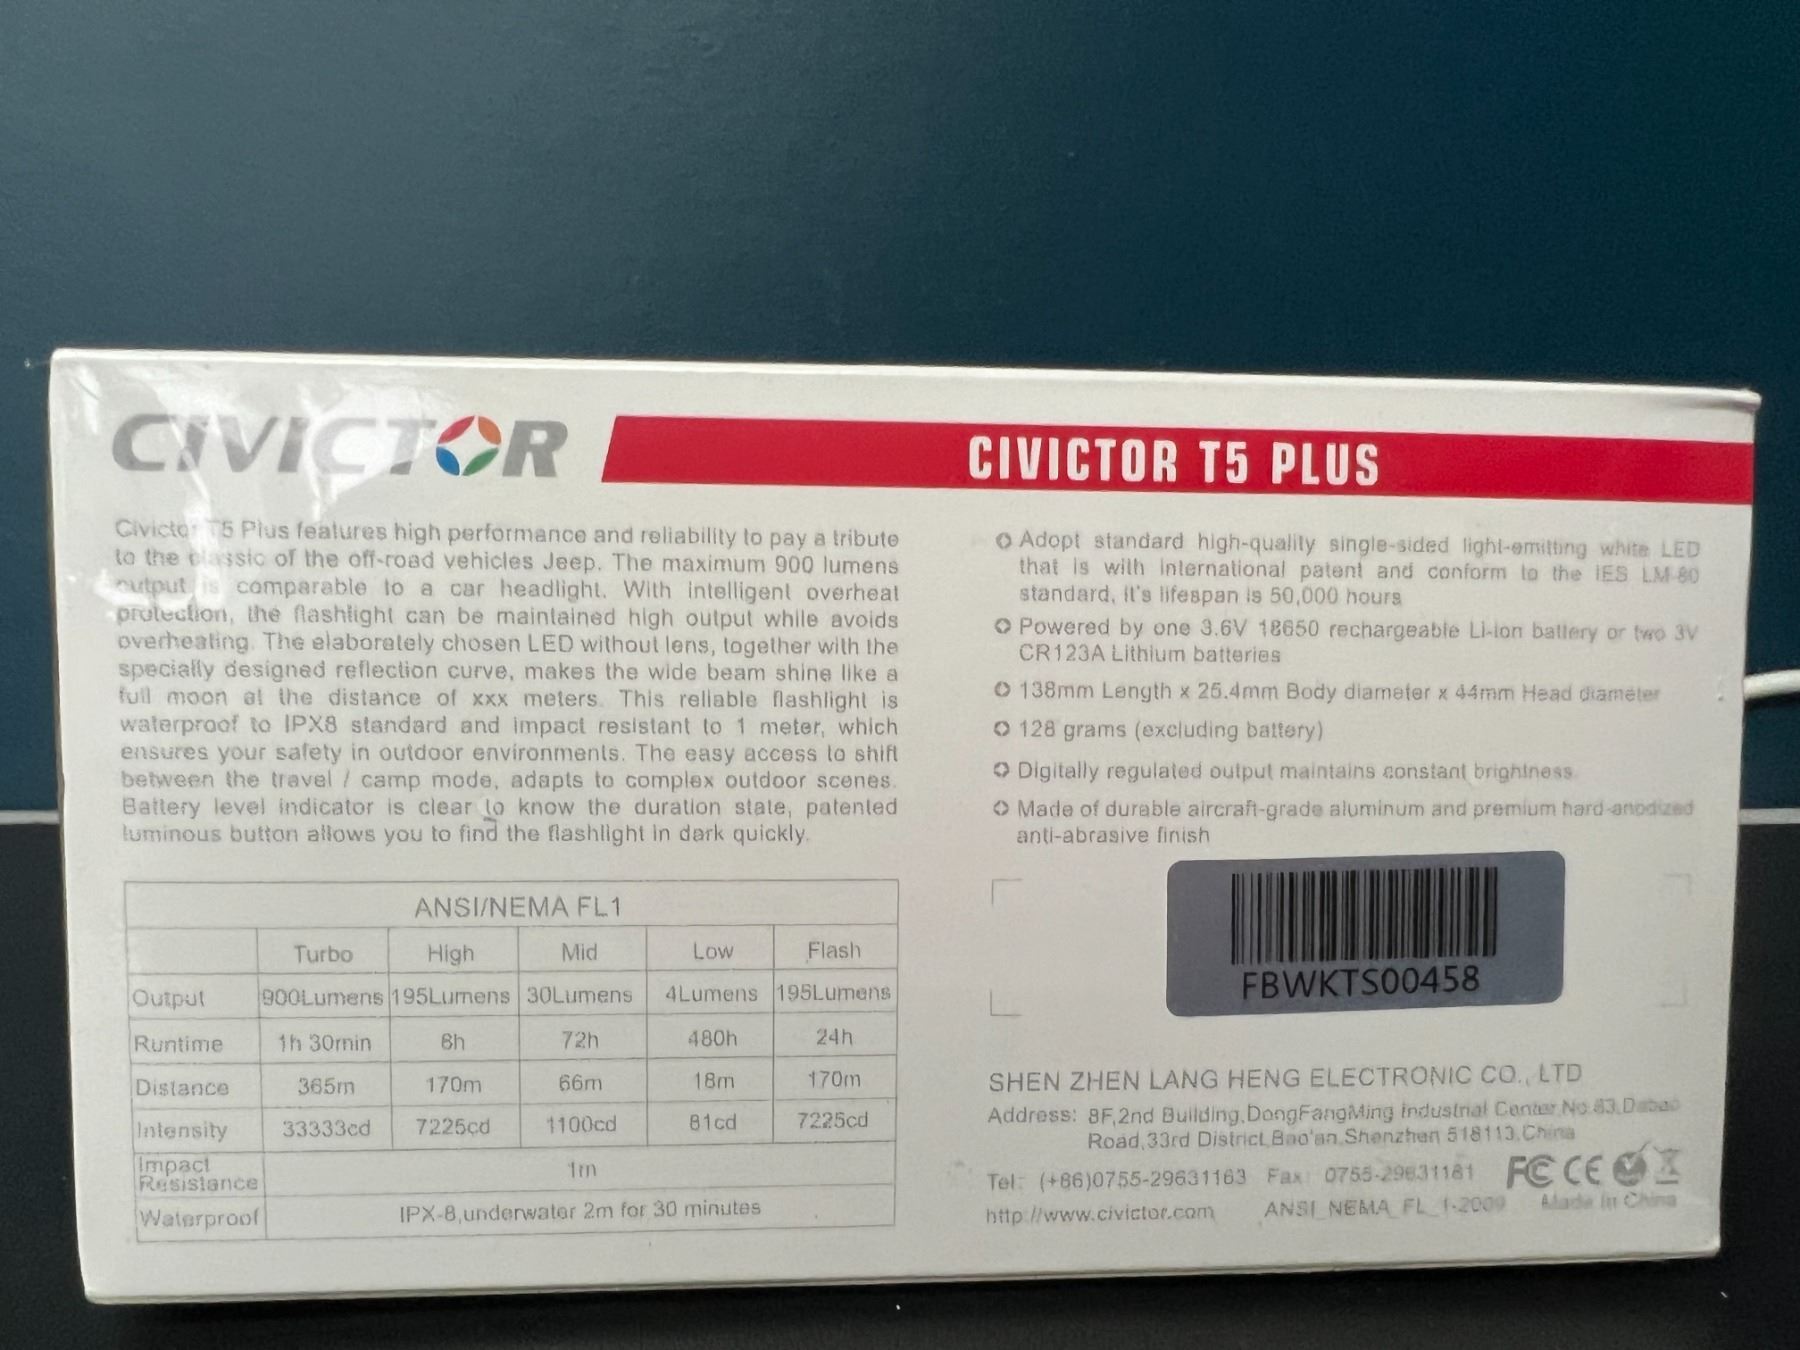 CIVICTOR
CIVICTOR T5 PLUS
Civictor T5 Plus features high performance and reliability to pay a tribute
to the classic of the off-road vehicles Jeep. The maximum 900 lumens
output is comparable to a car headlight. With intelligent overheat
protection, the flashlight can be maintained high output while avoids
overheating. The elaborately chosen LED without lens, together with the
specially designed reflection curve, makes the wide beam shine like a
full moon at the distance of xxx meters. This reliable flashlight is
waterproof to IPX8 standard and impact resistant to 1 meter, which
ensures your safety in outdoor environments. The easy access to shift
between the travel / camp mode, adapts to complex outdoor scenes.
Battery level indicator is clear to know the duration state, patented
luminous button allows you to find the flashlight in dark quickly.
ANSI/NEMA FL1
Turbo High Mid Low Flash
Output 900Lumens 195Lumens 30Lumens 4Lumens 195Lumens
Runtime 1h 30min 8h 72h 480h 24h
Distance 365m 170m 66m 18m 170m
Intensity 33333cd 7225cd 1100cd 81cd 7225cd
Impact
Resistance 1m
Waterproof IPX-8,underwater 2m for 30 minutes
Adopt standard high-quality single-sided light-emitting white LED
that is with international patent and conform to the IES LM-80
standard, it's lifespan is 50,000 hours
Powered by one 3.6V 18650 rechargeable Li-ion battery or two 3V
CR123A Lithium batteries
138mm Length x 25.4mm Body diameter x 44mm Head diameter
128 grams (excluding battery)
Digitally regulated output maintains constant brightness
Made of durable aircraft-grade aluminum and premium hard-anodized
anti-abrasive finish
FBWKTS00458
SHEN ZHEN LANG HENG ELECTRONIC CO., LTD
Address: 8F,2nd Building,DongFangMing Industrial Center,No.83,Dabao
Road,33rd District,Bao'an,Shenzhen 518113,China
Tel: (+86)0755-29631163 Fax: 0755-29631181 FC CE
http://www.civictor.com ANSI_NEMA_FL_1-2009 Made in China